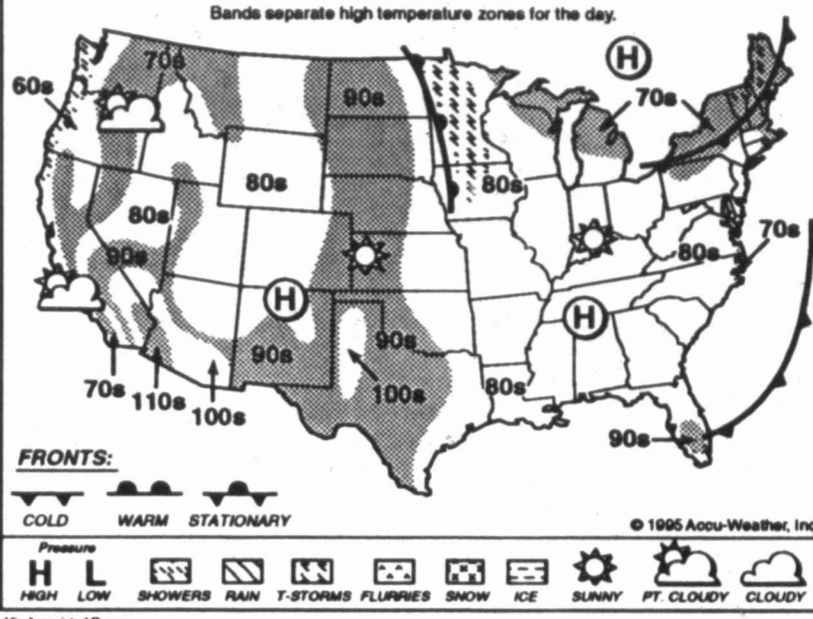 Bands separate high temperature zones for the day.
H
70s
60s
90s
70s
80s
80s
80s
90s
80s
70s
H
H
90s
90s
100s
80s
70s 110s 100s
90s
FRONTS:
COLD WARM STATIONARY
© 1995 Accu-Weather, Inc
Pressure
H L
HIGH LOW SHOWERS RAIN T-STORMS FLURRIES SNOW ICE SUNNY PT. CLOUDY CLOUDY